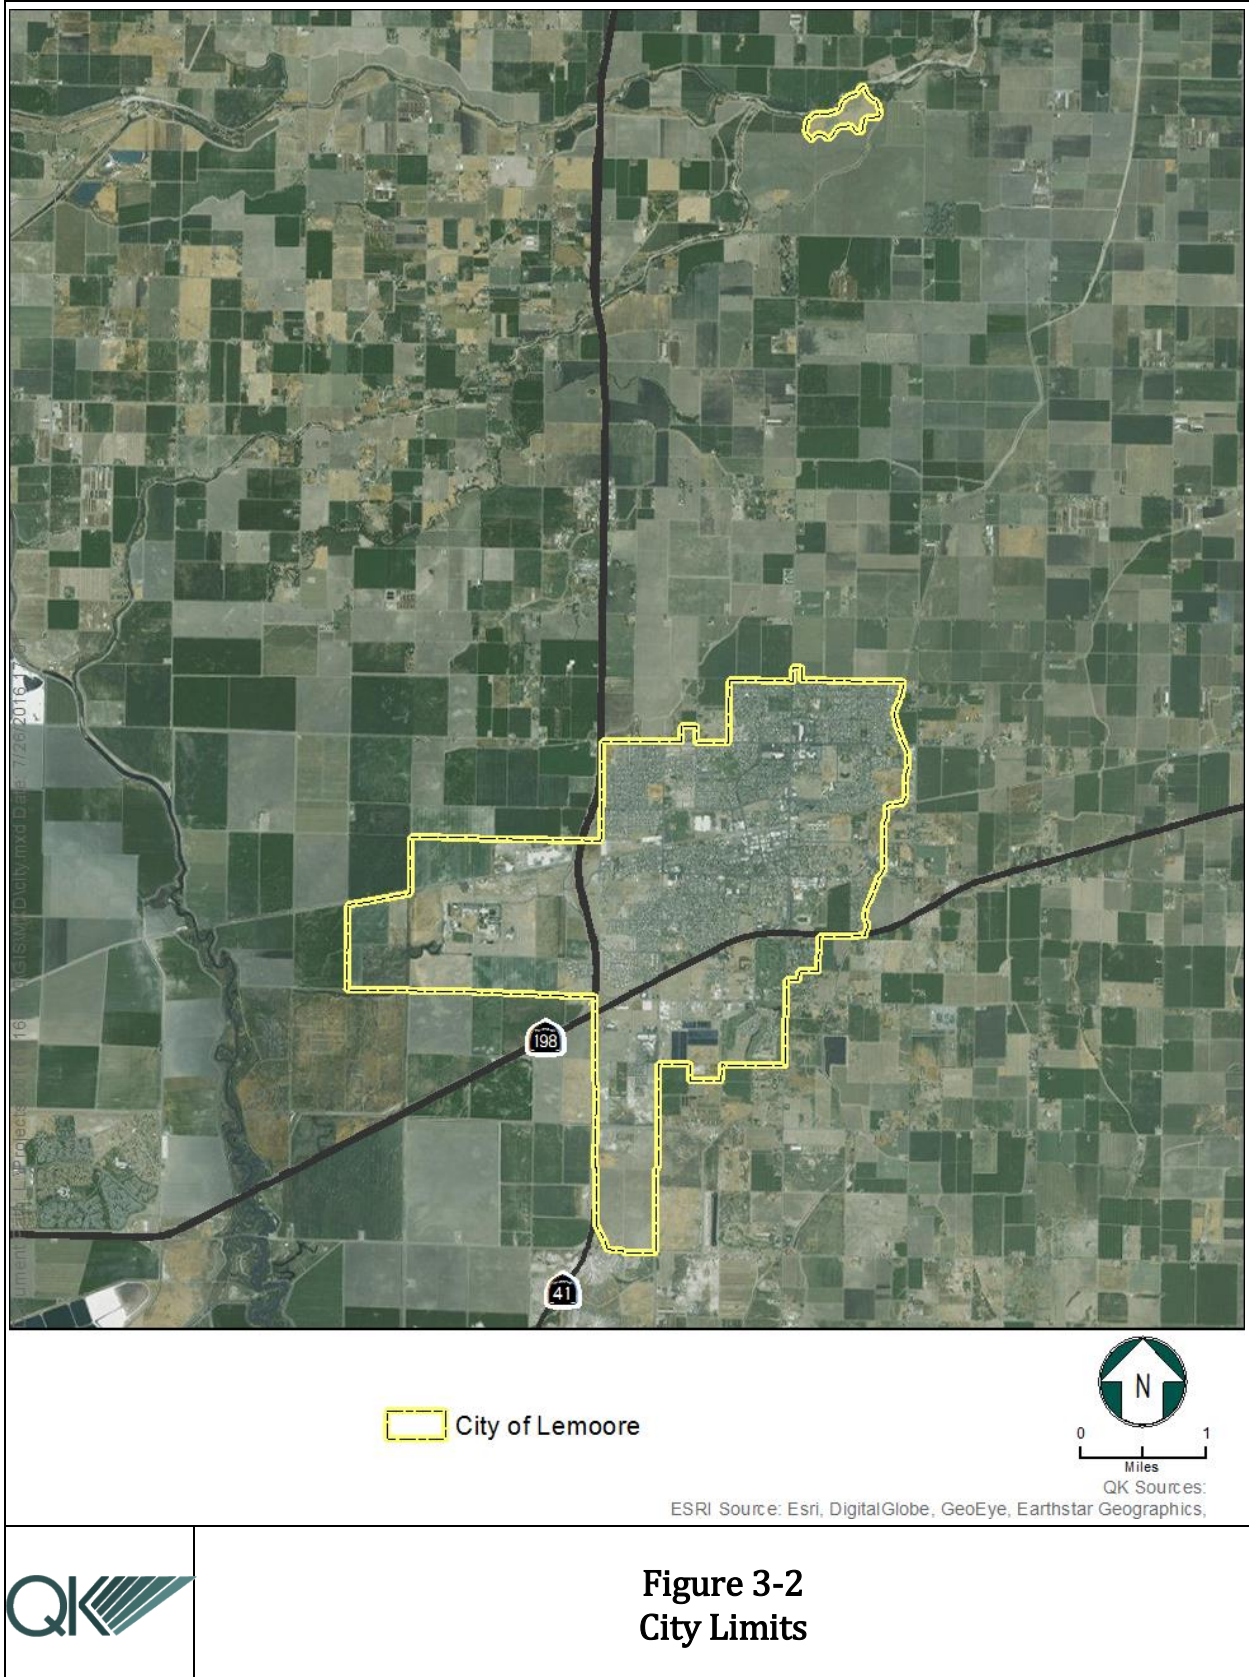 198
41
City of Lemoore
N
0 1
Miles
QK Sources:
ESRI Source: Esri, DigitalGlobe, GeoEye, Earthstar Geographics,
QK
Figure 3-2
City Limits